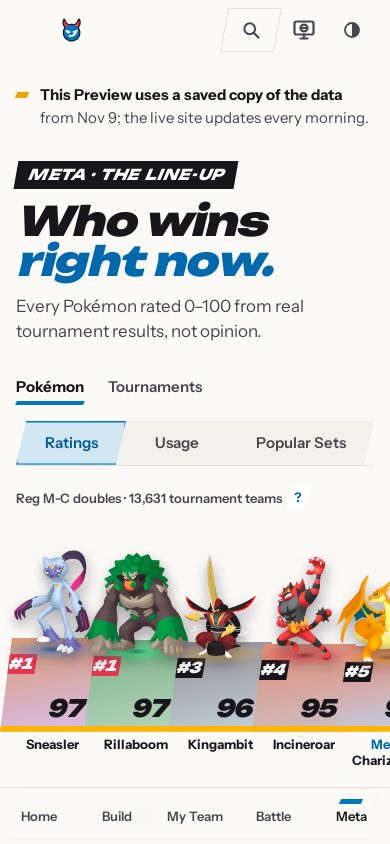 This Preview uses a saved copy of the data
from Nov 9; the live site updates every morning.
META · THE LINE-UP
Who wins
right now.
Every Pokémon rated 0–100 from real
tournament results, not opinion.
Pokémon Tournaments
Ratings Usage Popular Sets
Reg M-C doubles · 13,631 tournament teams ?
#1 #1 #3 #4 #5
97 97 96 95
Sneasler Rillaboom Kingambit Incineroar
Home Build My Team Battle Meta